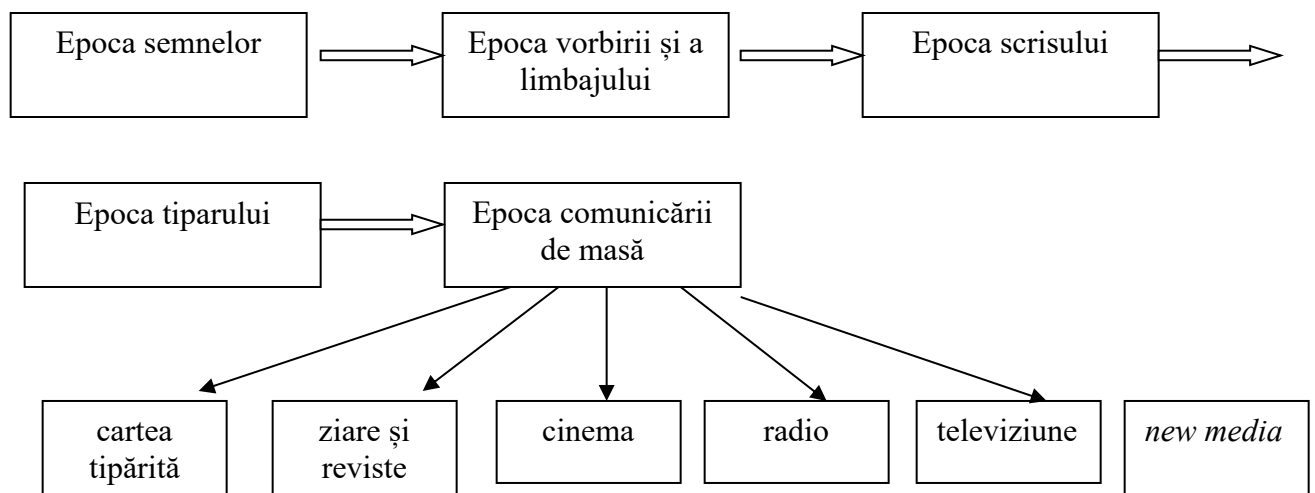 Epoca semnelor
Epoca vorbirii și a
limbajului
Epoca scrisului
Epoca tiparului
Epoca comunicării
de masă
cartea
tipărită
ziare și
reviste
cinema
radio
televiziune
new media